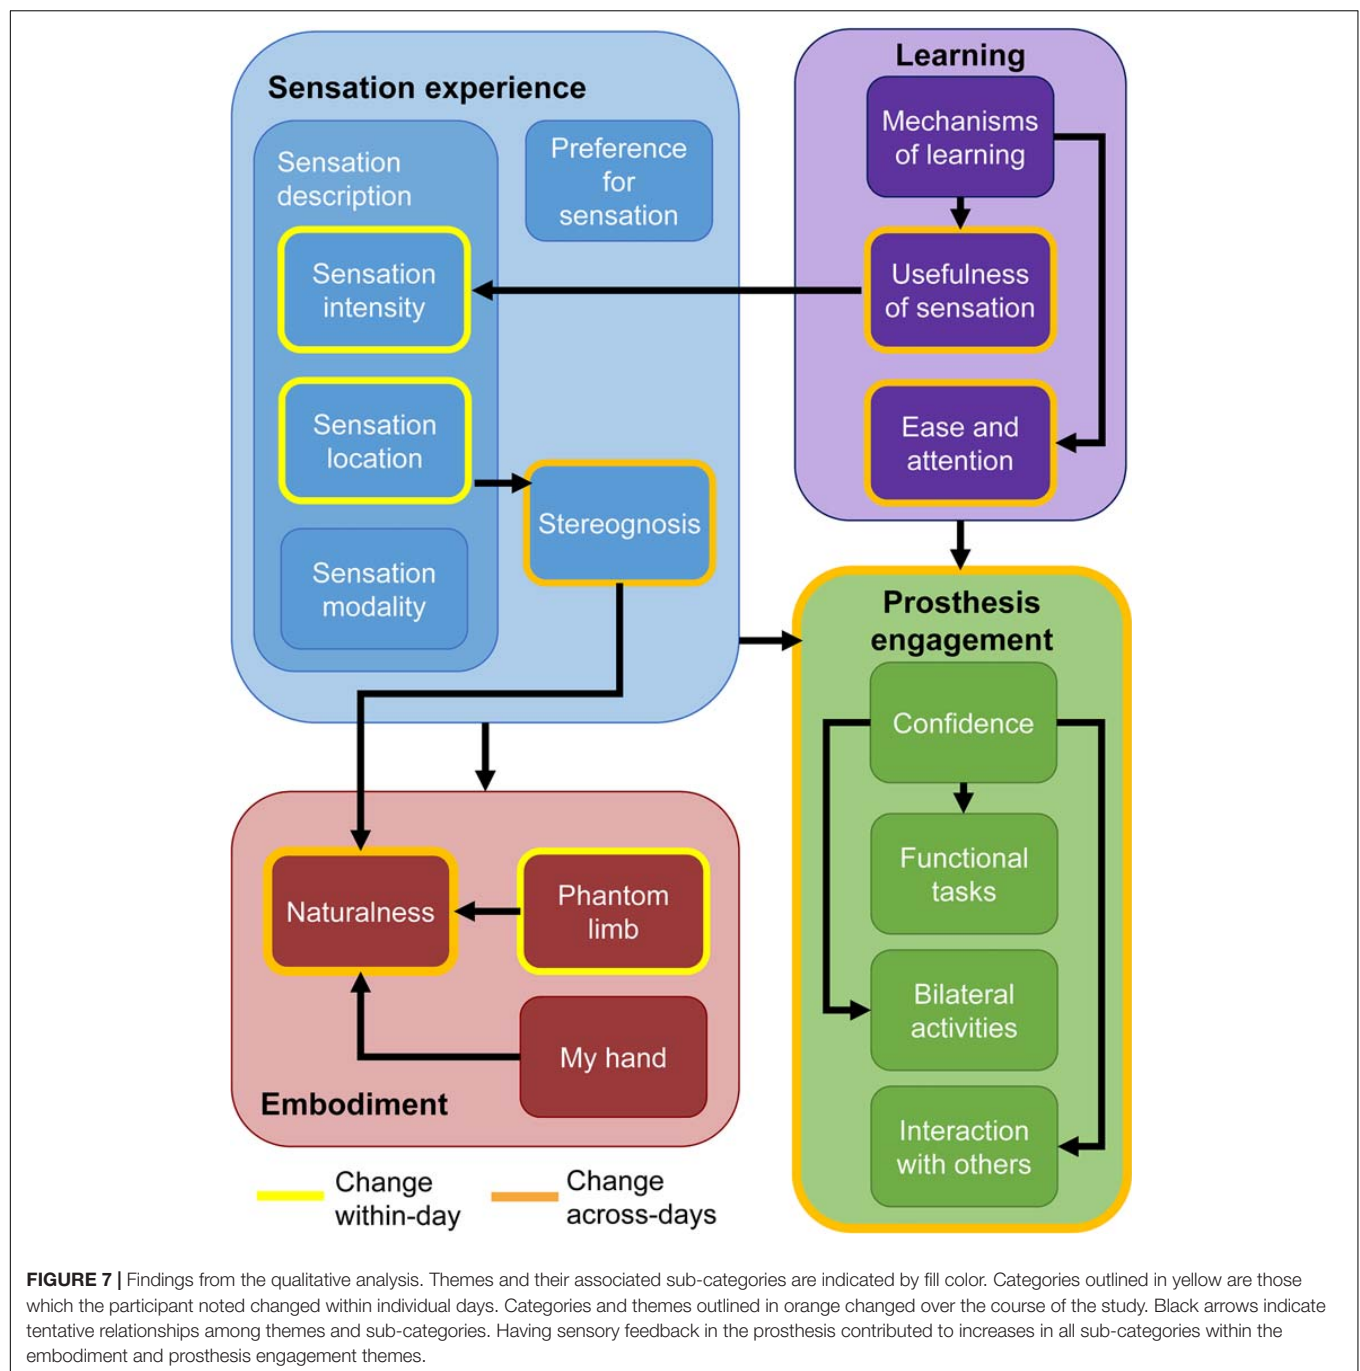 Sensation experience
Sensation
description
Preference
for
sensation
Sensation
intensity
Sensation
location
Stereognosis
Sensation
modality
Learning
Mechanisms
of learning
Usefulness
of sensation
Ease and
attention
Prosthesis
engagement
Confidence
Functional
tasks
Bilateral
activities
Interaction
with others
Naturalness
Phantom
limb
My hand
Embodiment
Change
within-day
Change
across-days
FIGURE 7 | Findings from the qualitative analysis. Themes and their associated sub-categories are indicated by fill color. Categories outlined in yellow are those
which the participant noted changed within individual days. Categories and themes outlined in orange changed over the course of the study. Black arrows indicate
tentative relationships among themes and sub-categories. Having sensory feedback in the prosthesis contributed to increases in all sub-categories within the
embodiment and prosthesis engagement themes.